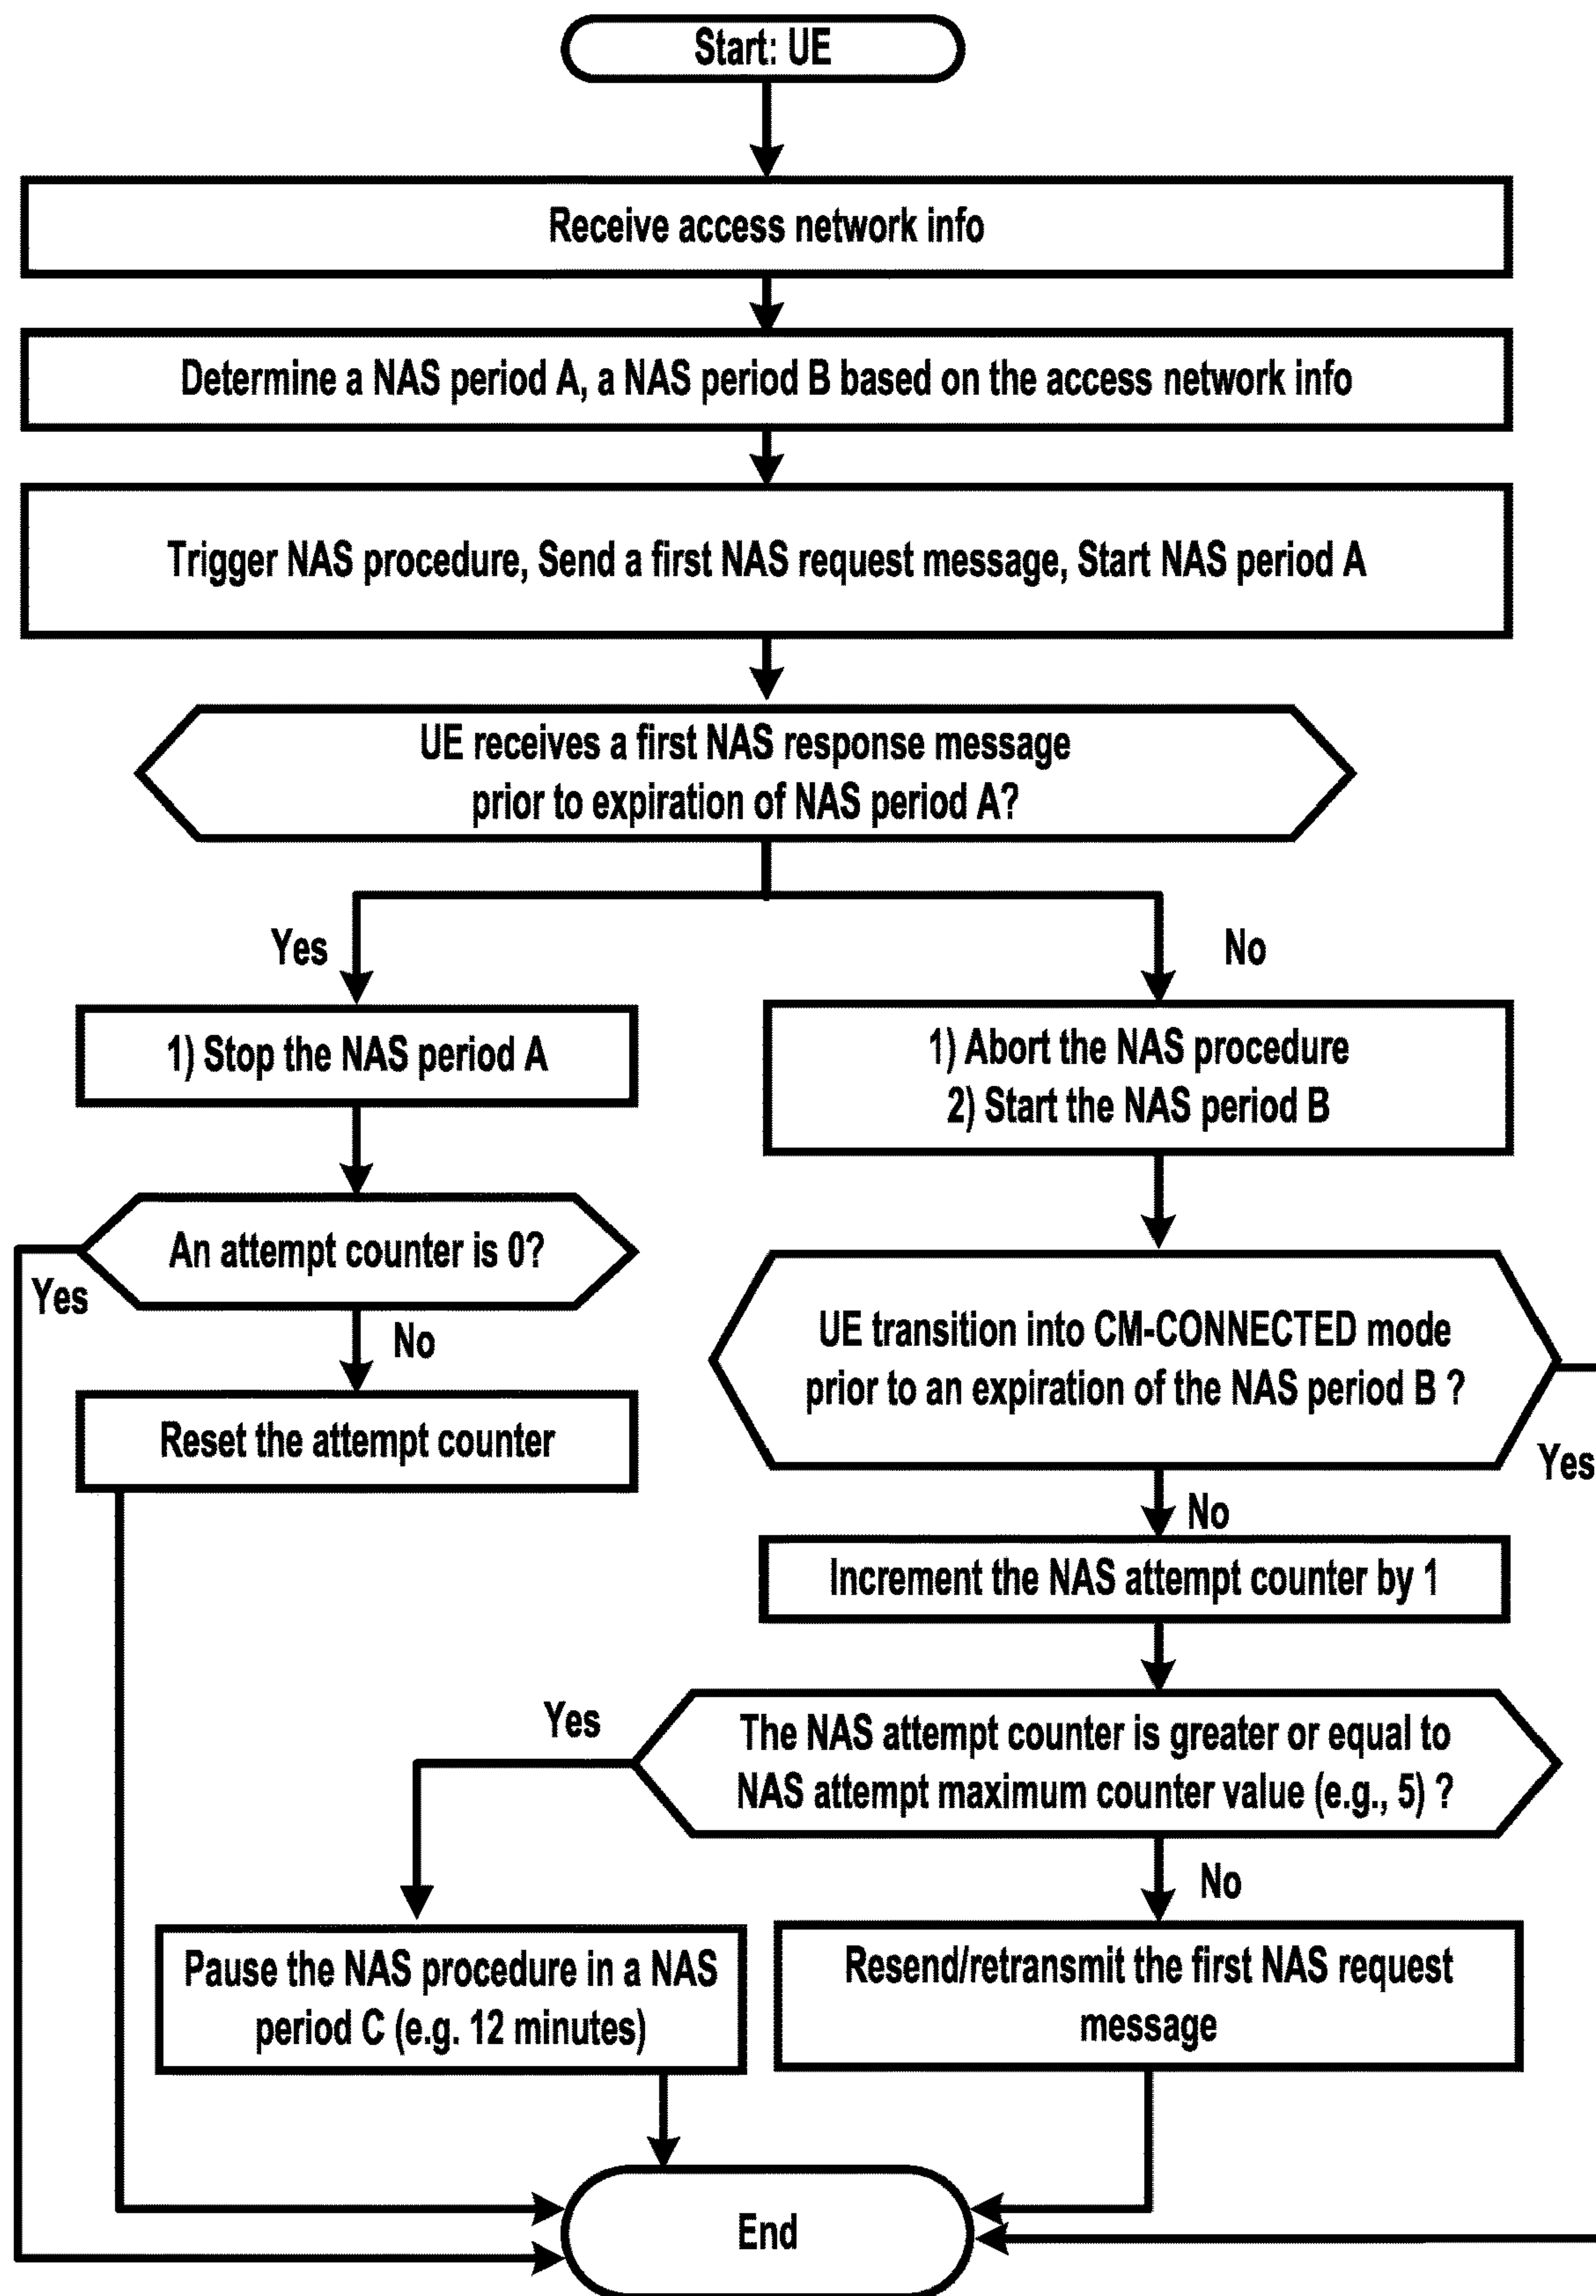 Start: UE
Receive access network info
Determine a NAS period A, a NAS period B based on the access network info
Trigger NAS procedure, Send a first NAS request message, Start NAS period A
UE receives a first NAS response message
prior to expiration of NAS period A?
Yes
No
1) Stop the NAS period A
1) Abort the NAS procedure
2) Start the NAS period B
An attempt counter is 0?
Yes
No
UE transition into CM-CONNECTED mode
prior to an expiration of the NAS period B ?
Reset the attempt counter
Yes
No
Increment the NAS attempt counter by 1
Yes
The NAS attempt counter is greater or equal to
NAS attempt maximum counter value (e.g., 5) ?
No
Pause the NAS procedure in a NAS
period C (e.g. 12 minutes)
Resend/retransmit the first NAS request
message
End